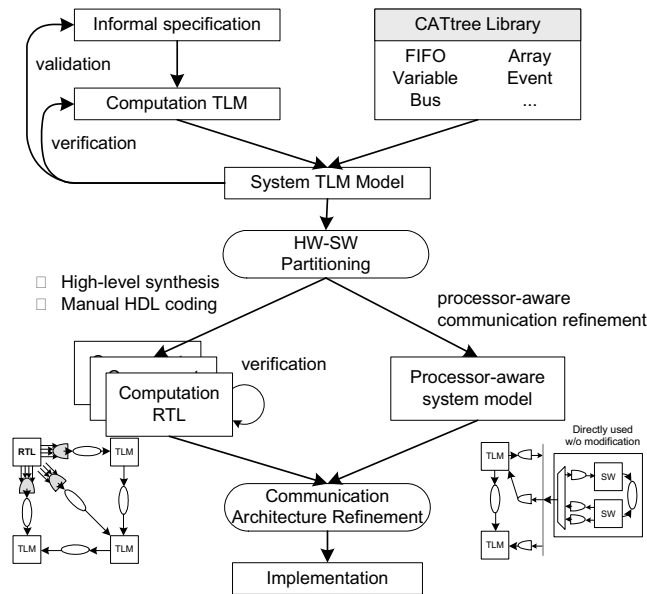 Informal specification
CATtree Library
FIFO Array
Variable Event
Bus ...
validation
Computation TLM
verification
System TLM Model
HW-SW
Partitioning
High-level synthesis
Manual HDL coding
processor-aware
communication refinement
verification
Computation
RTL
Processor-aware
system model
Directly used
w/o modification
RTL
TLM
TLM
TLM
TLM
TLM
SW
SW
Communication
Architecture Refinement
Implementation